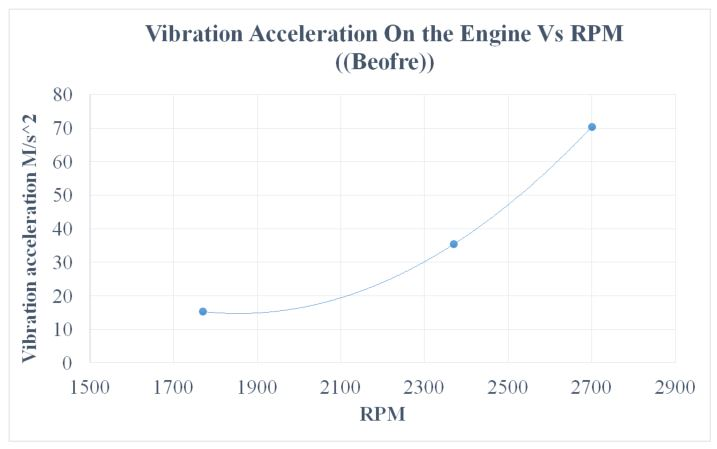 Vibration Acceleration On the Engine Vs RPM
((Beofre))
Vibration acceleration M/s^2
80
70
60
50
40
30
20
10
0
1500 1700 1900 2100 2300 2500 2700 2900
RPM